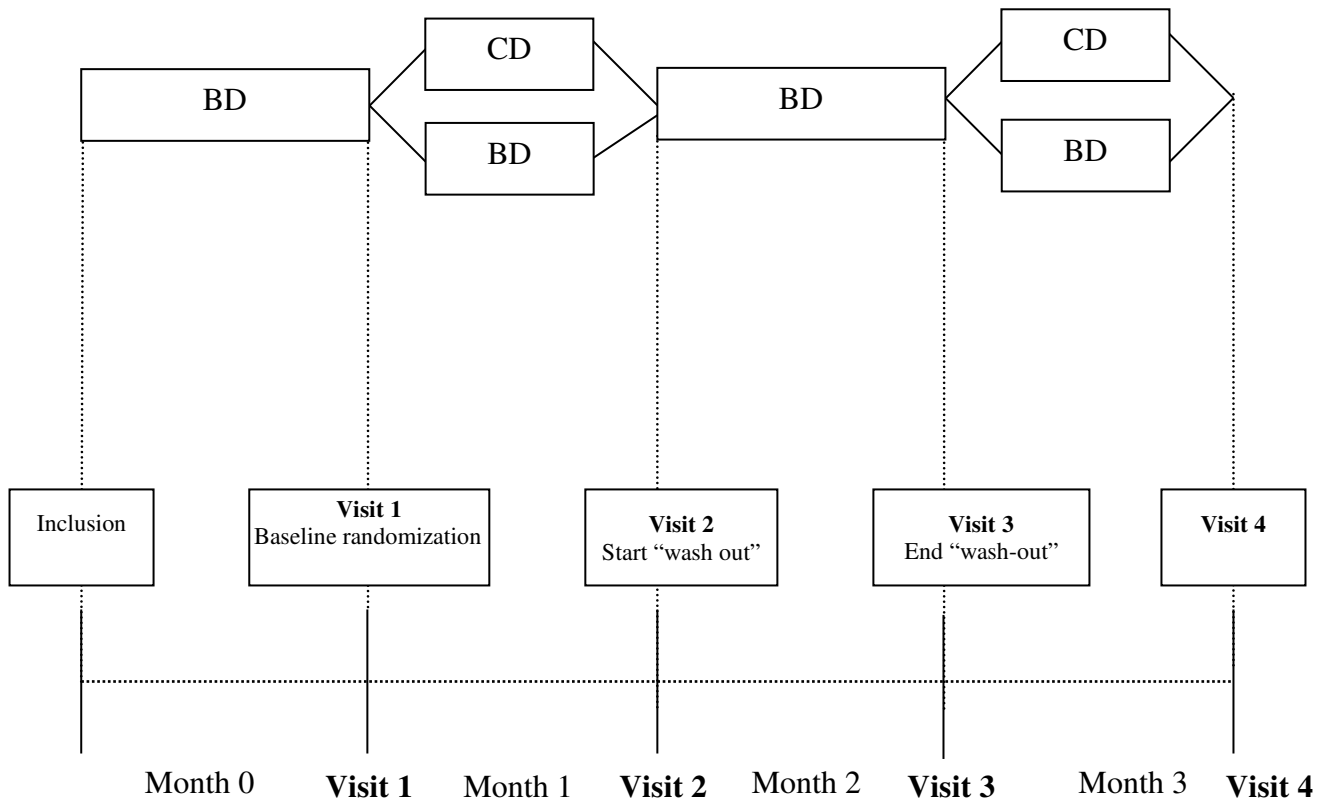 CD
CD
BD
BD
BD
BD
Inclusion
Visit 1
Baseline randomization
Visit 2
Start “wash out”
Visit 3
End “wash-out”
Visit 4
Month 0 Visit 1 Month 1 Visit 2 Month 2 Visit 3 Month 3 Visit 4